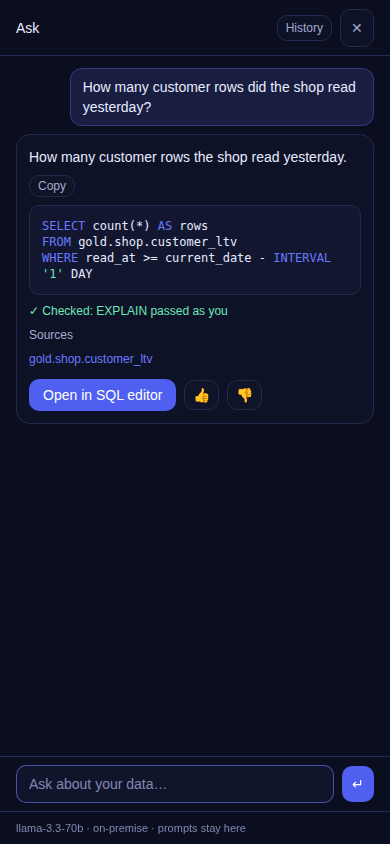 Ask
History
✕
How many customer rows did the shop read
yesterday?
How many customer rows the shop read yesterday.
Copy
SELECT count(*) AS rows
FROM gold.shop.customer_ltv
WHERE read_at >= current_date - INTERVAL
'1' DAY
✓ Checked: EXPLAIN passed as you
Sources
gold.shop.customer_ltv
Open in SQL editor 👍 👎
Ask about your data…
↵
llama-3.3-70b · on-premise · prompts stay here